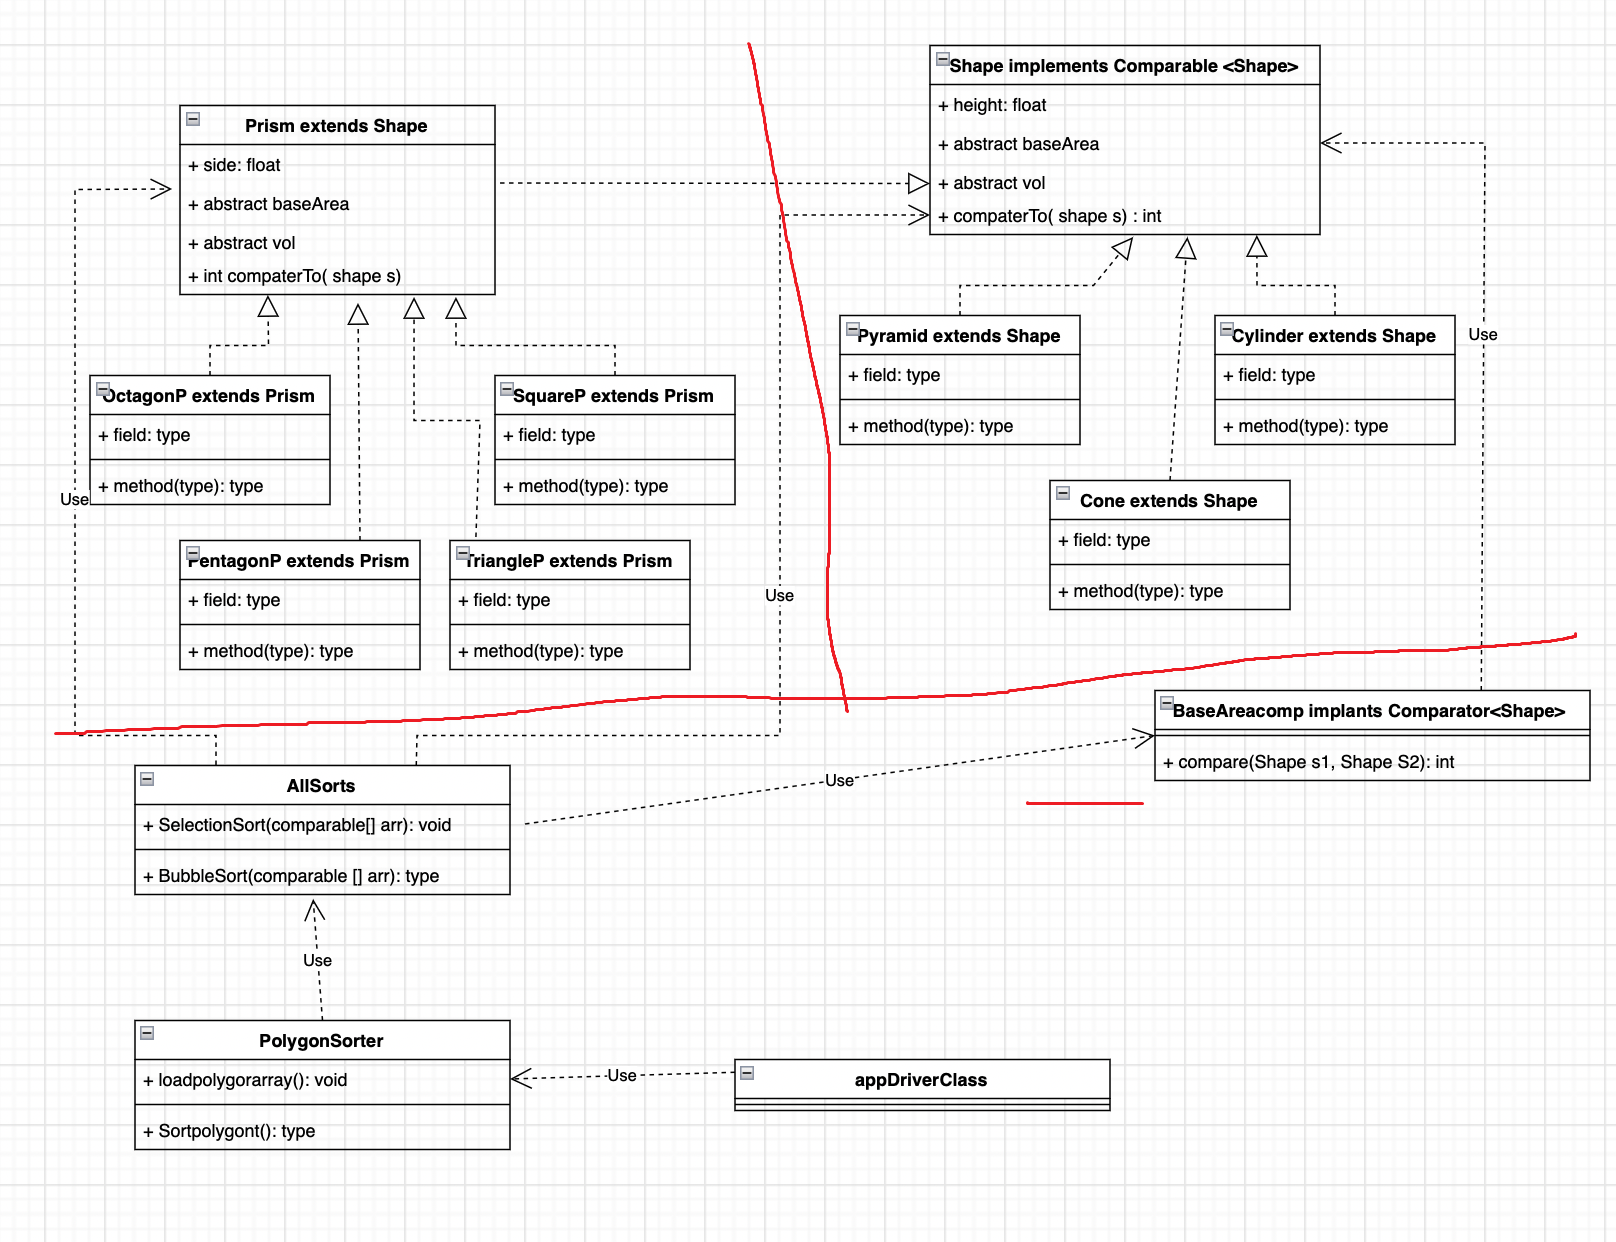 Shape implements Comparable <Shape>
+ height: float
+ abstract baseArea
+ abstract vol
+ compaterTo( shape s) : int
Prism extends Shape
+ side: float
+ abstract baseArea
+ abstract vol
+ int compaterTo( shape s)
Pyramid extends Shape
+ field: type
+ method(type): type
Cylinder extends Shape
+ field: type
+ method(type): type
Use
OctagonP extends Prism
+ field: type
+ method(type): type
SquareP extends Prism
+ field: type
+ method(type): type
Use
Cone extends Shape
+ field: type
+ method(type): type
PentagonP extends Prism
+ field: type
+ method(type): type
TriangleP extends Prism
+ field: type
+ method(type): type
Use
BaseAreacomp implants Comparator<Shape>
+ compare(Shape s1, Shape S2): int
AllSorts
+ SelectionSort(comparable[] arr): void
+ BubbleSort(comparable [] arr): type
Use
Use
PolygonSorter
+ loadpolygorarray(): void
+ Sortpolygont(): type
Use
appDriverClass